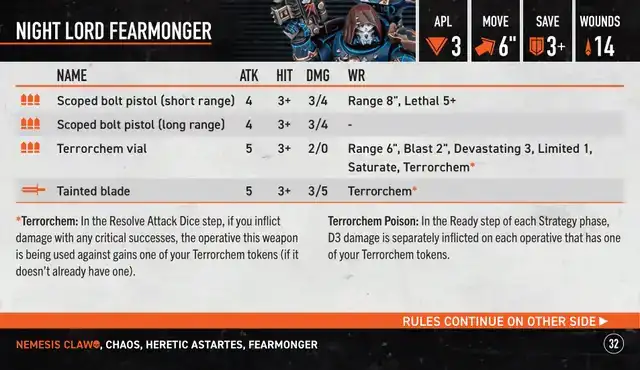 NIGHT LORD FEARMONGER
APL 3
MOVE 6"
SAVE 3+
WOUNDS 14
NAME ATK HIT DMG WR
Scoped bolt pistol (short range) 4 3+ 3/4 Range 8", Lethal 5+
Scoped bolt pistol (long range) 4 3+ 3/4 -
Terrorchem vial 5 3+ 2/0 Range 6", Blast 2", Devastating 3, Limited 1,
Saturate, Terrorchem*
Tainted blade 5 3+ 3/5 Terrorchem*
*Terrorchem: In the Resolve Attack Dice step, if you inflict
damage with any critical successes, the operative this weapon
is being used against gains one of your Terrorchem tokens (if it
doesn't already have one).
Terrorchem Poison: In the Ready step of each Strategy phase,
D3 damage is separately inflicted on each operative that has one
of your Terrorchem tokens.
RULES CONTINUE ON OTHER SIDE ▶
NEMESIS CLAW, CHAOS, HERETIC ASTARTES, FEARMONGER
32